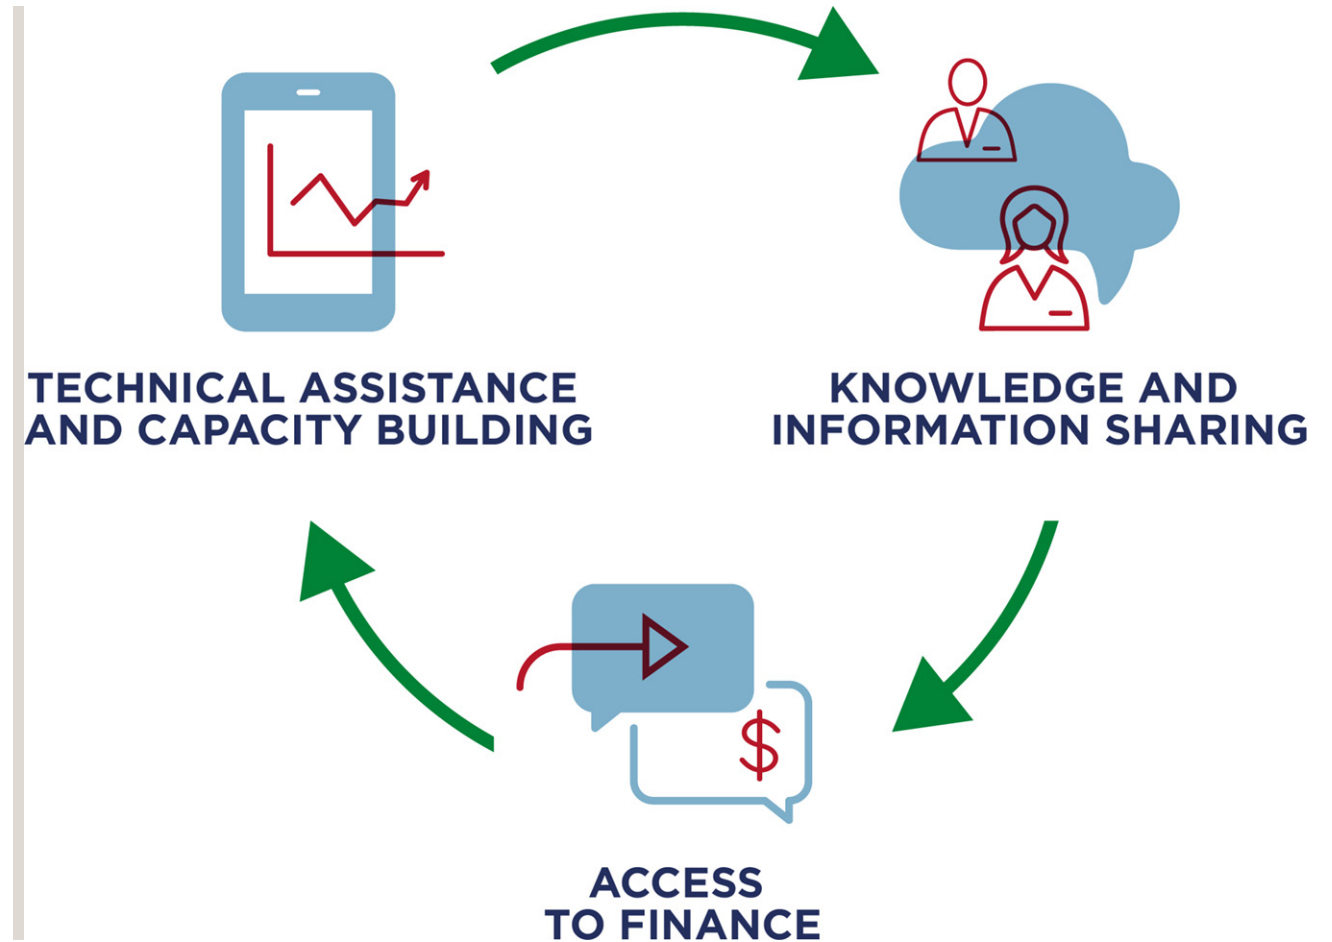 TECHNICAL ASSISTANCE
AND CAPACITY BUILDING
KNOWLEDGE AND
INFORMATION SHARING
$
ACCESS
TO FINANCE